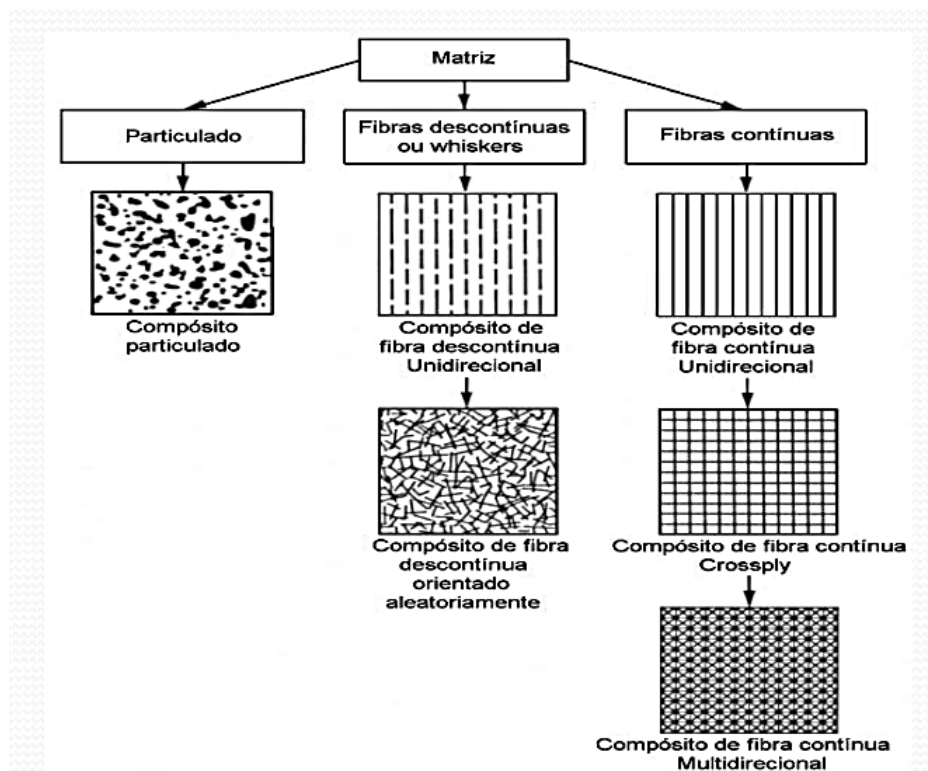 Matriz
Particulado
Fibras descontínuas
ou whiskers
Fibras contínuas
Compósito
particulado
Compósito de
fibra descontínua
Unidirecional
Compósito de
fibra contínua
Unidirecional
Compósito de fibra
descontínua
orientado
aleatoriamente
Compósito de fibra contínua
Crossply
Compósito de fibra contínua
Multidirecional